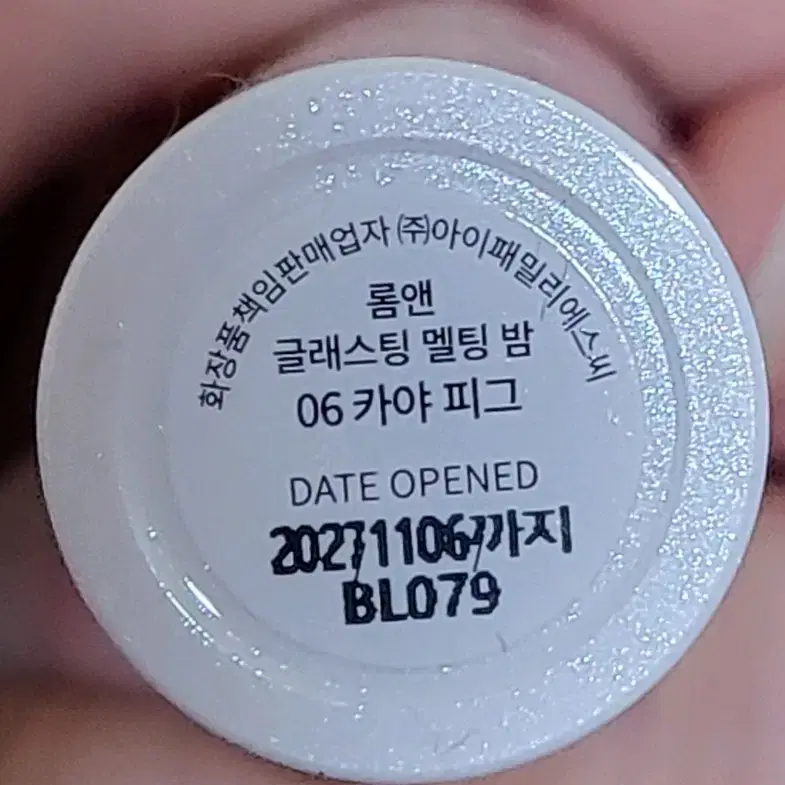 화장품책임판매업자 ㈜아이패밀리에스씨
롬앤
글래스팅 멜팅 밤
06 카야 피그
DATE OPENED
20271106까지
BL079